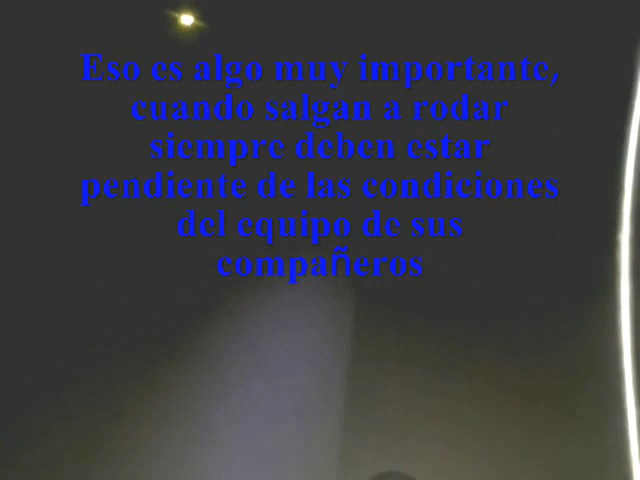 Eso es algo muy importante,
cuando salgan a rodar
siempre deben estar
pendiente de las condiciones
del equipo de sus
compañeros